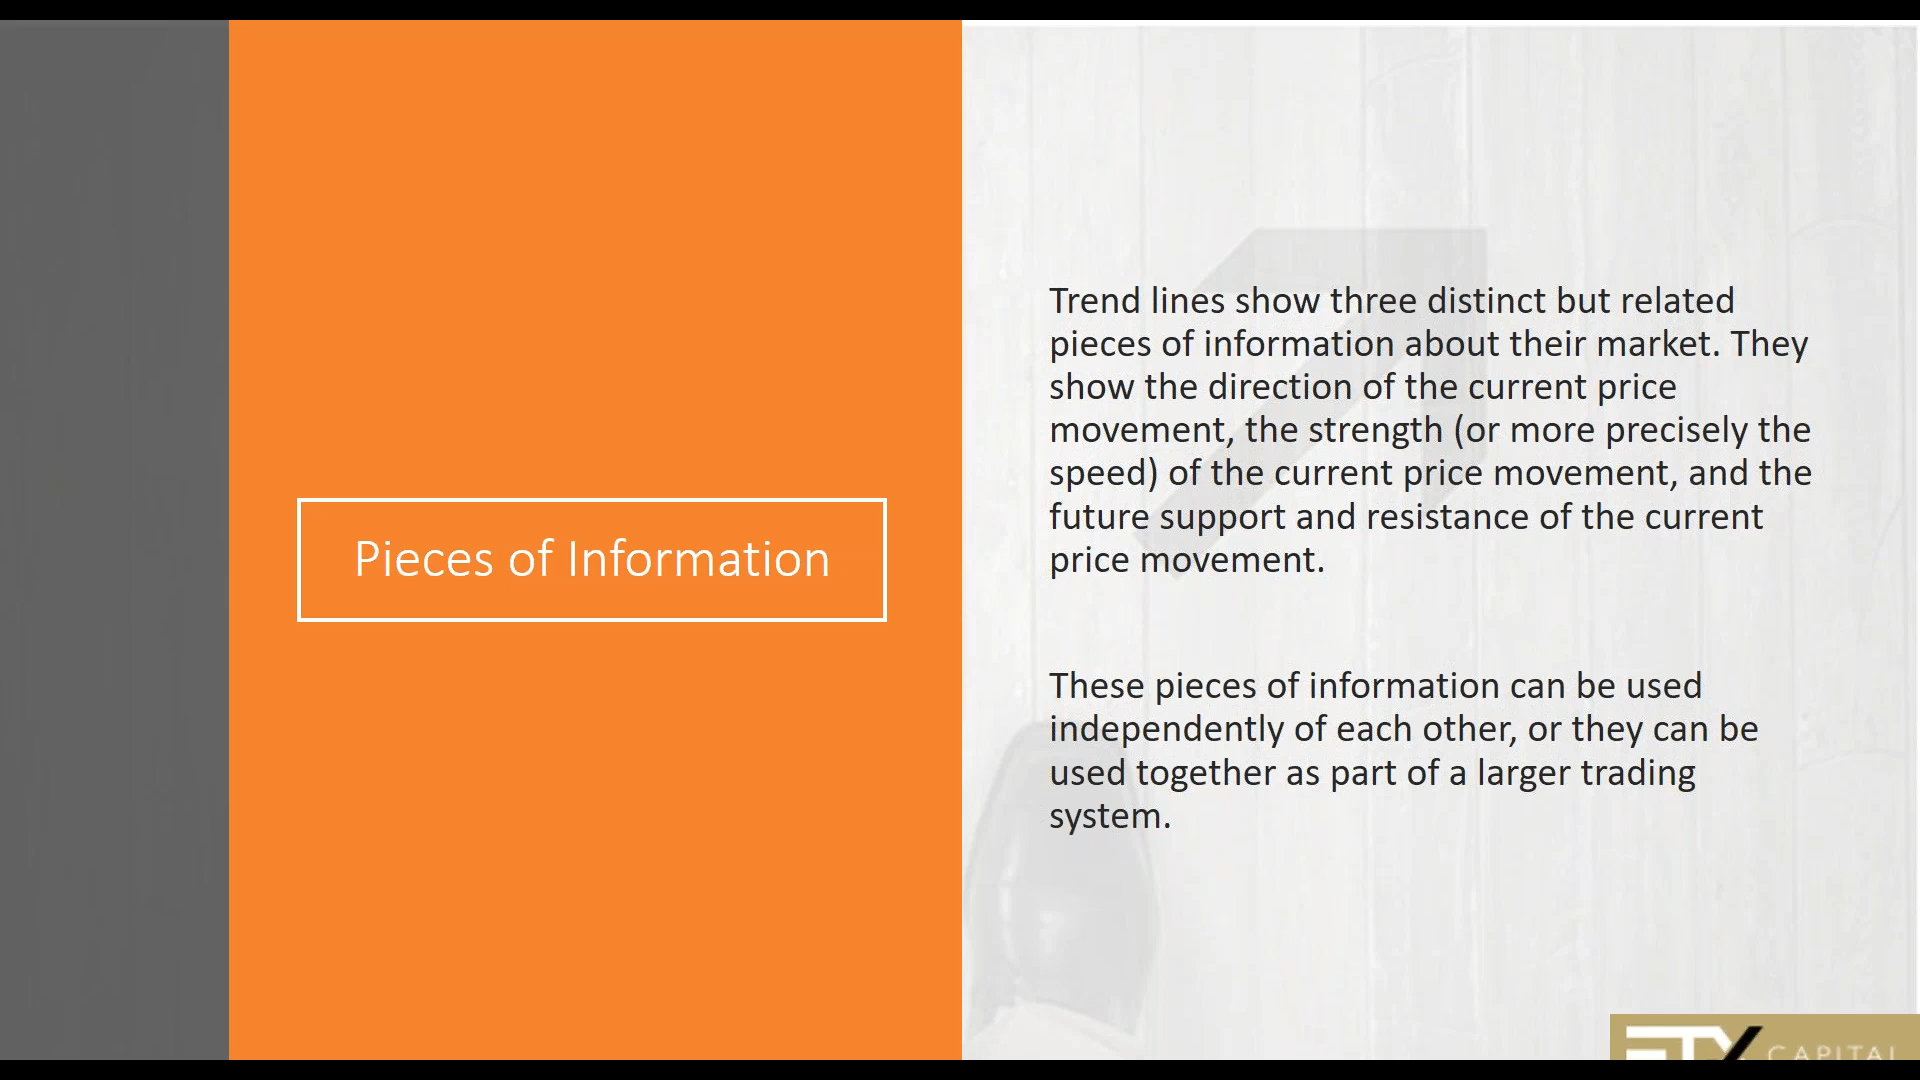 Pieces of Information
Trend lines show three distinct but related
pieces of information about their market. They
show the direction of the current price
movement, the strength (or more precisely the
speed) of the current price movement, and the
future support and resistance of the current
price movement.
These pieces of information can be used
independently of each other, or they can be
used together as part of a larger trading
system.
ETX CAPITAL